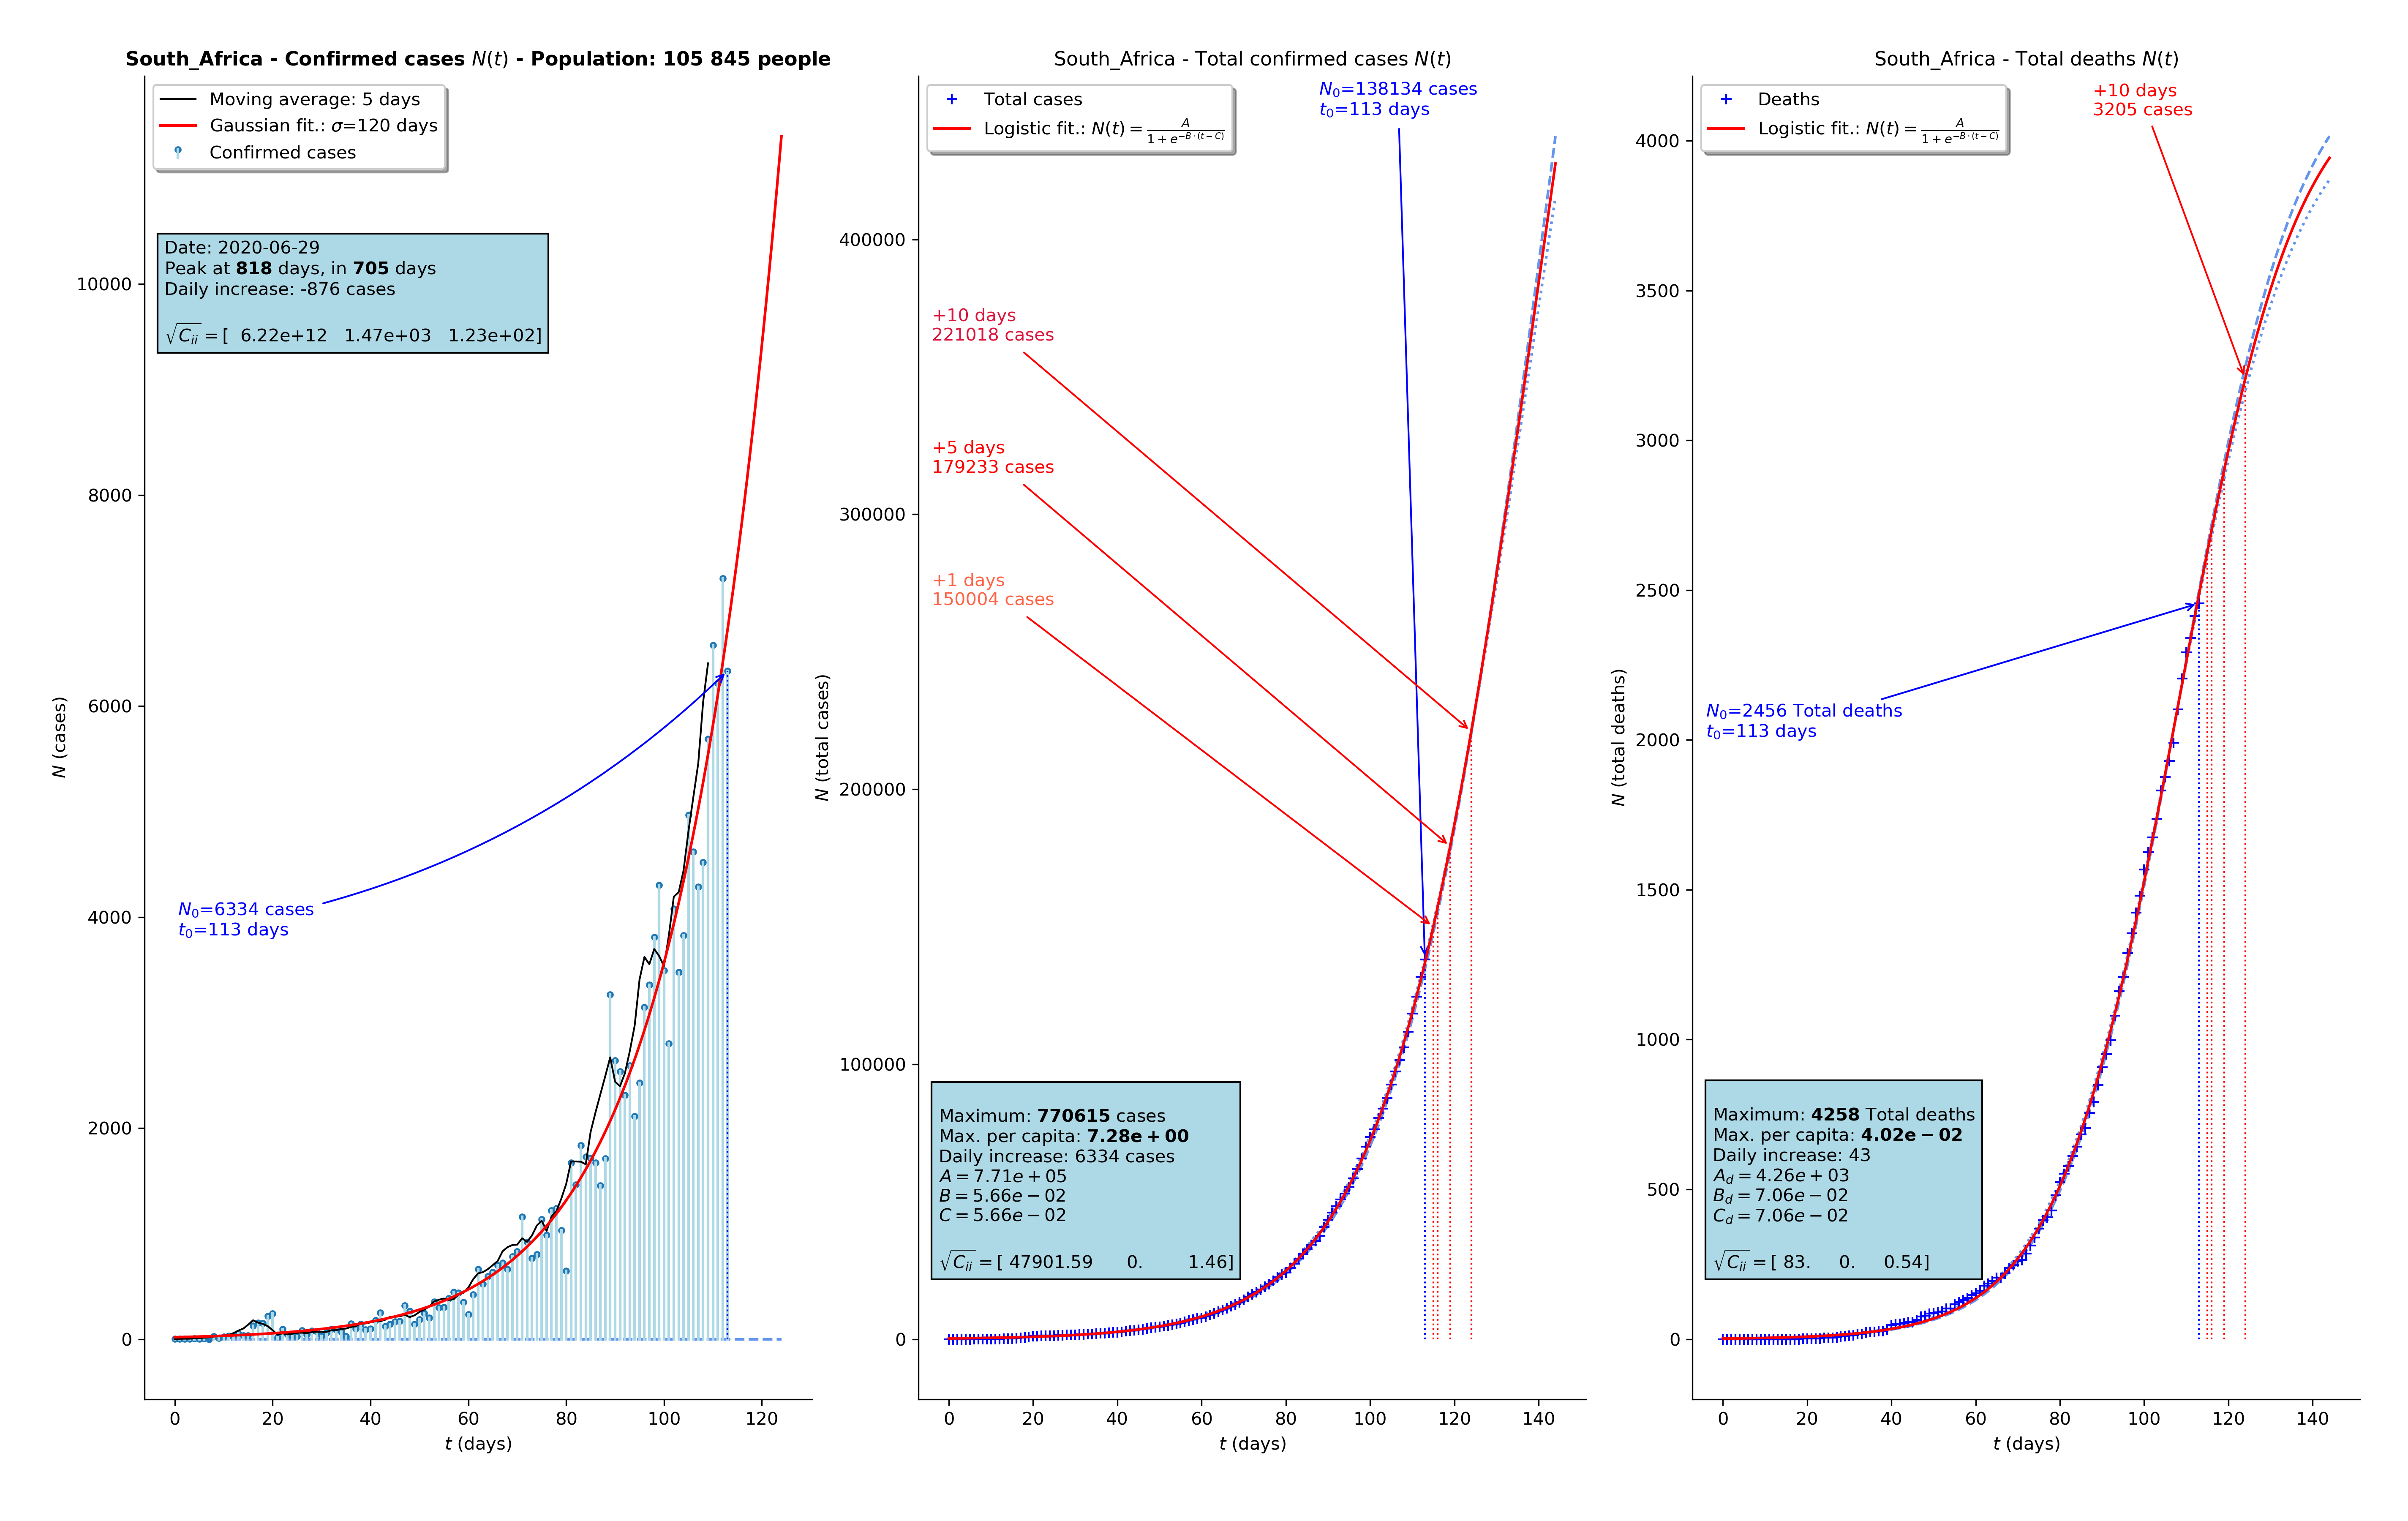 South_Africa - Confirmed cases N(t) - Population: 105 845 people
Moving average: 5 days
Gaussian fit.: σ=120 days
Confirmed cases
Date: 2020-06-29
Peak at 818 days, in 705 days
Daily increase: -876 cases
√C_ii = [ 6.22e+12 1.47e+03 1.23e+02]
N₀=6334 cases
t₀=113 days
N (cases)
10000
8000
6000
4000
2000
0
0 20 40 60 80 100 120
t (days)
South_Africa - Total confirmed cases N(t)
Total cases
Logistic fit.: N(t) = A / (1 + e^(−B·(t−C)))
N₀=138134 cases
t₀=113 days
+10 days
221018 cases
+5 days
179233 cases
+1 days
150004 cases
N (total cases)
400000
300000
200000
100000
0
Maximum: 770615 cases
Max. per capita: 7.28e + 00
Daily increase: 6334 cases
A = 7.71e + 05
B = 5.66e − 02
C = 5.66e − 02
√C_ii = [ 47901.59 0. 1.46]
0 20 40 60 80 100 120 140
t (days)
South_Africa - Total deaths N(t)
Deaths
Logistic fit.: N(t) = A / (1 + e^(−B·(t−C)))
+10 days
3205 cases
N₀=2456 Total deaths
t₀=113 days
N (total deaths)
4000
3500
3000
2500
2000
1500
1000
500
0
Maximum: 4258 Total deaths
Max. per capita: 4.02e − 02
Daily increase: 43
A_d = 4.26e + 03
B_d = 7.06e − 02
C_d = 7.06e − 02
√C_ii = [ 83. 0. 0.54]
0 20 40 60 80 100 120 140
t (days)